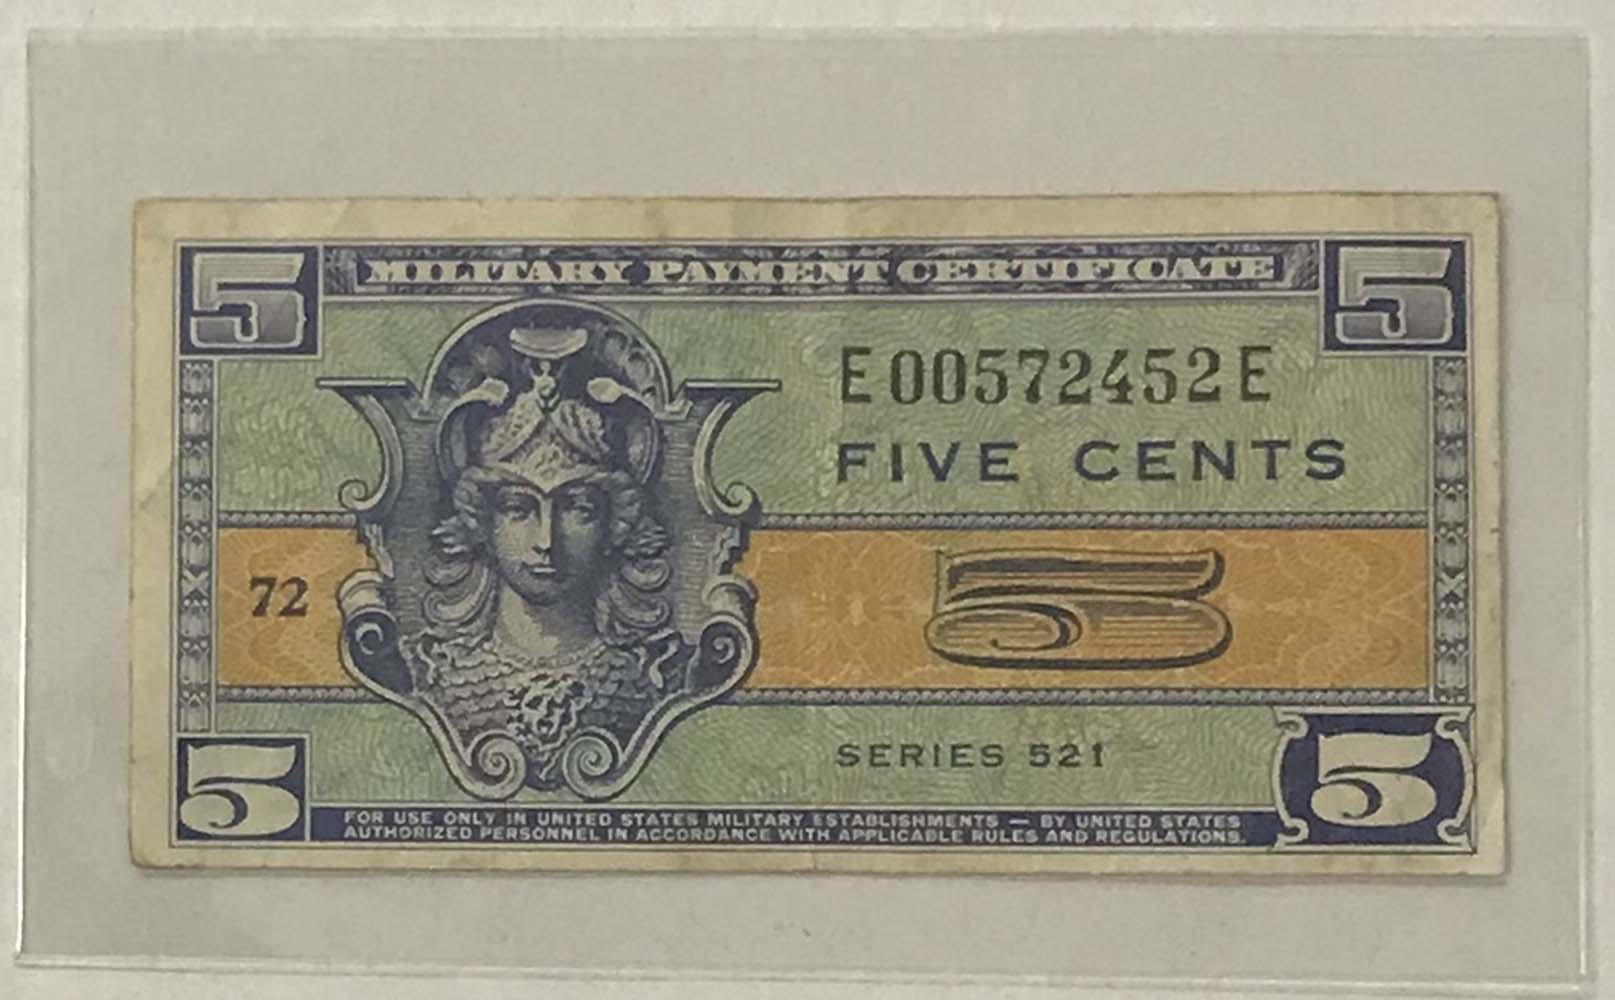 5 MILITARY PAYMENT CERTIFICATE 5
E00572452E
FIVE CENTS
72 5
SERIES 521
5 5
FOR USE ONLY IN UNITED STATES MILITARY ESTABLISHMENTS — BY UNITED STATES
AUTHORIZED PERSONNEL IN ACCORDANCE WITH APPLICABLE RULES AND REGULATIONS.